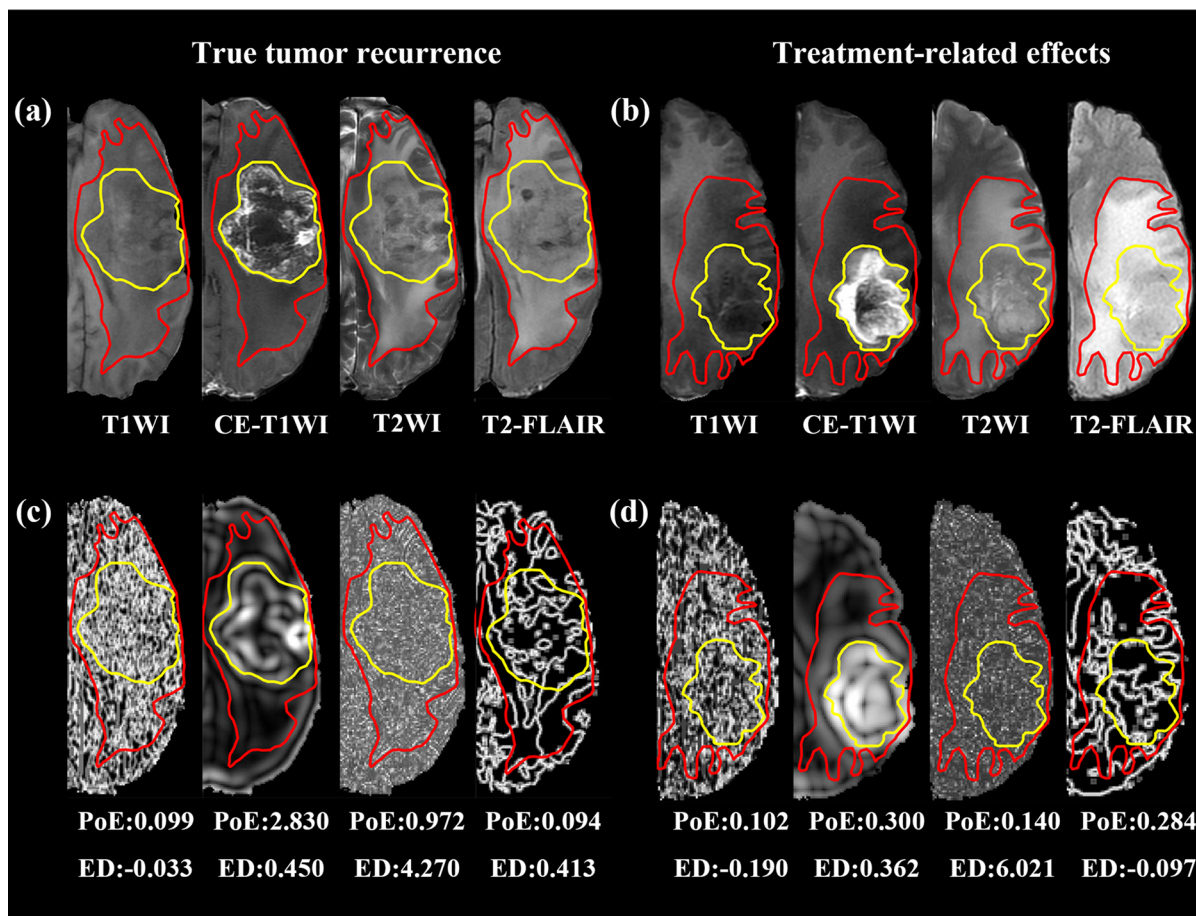 True tumor recurrence
Treatment-related effects
(a)
(b)
T1WI CE-T1WI T2WI T2-FLAIR
T1WI CE-T1WI T2WI T2-FLAIR
(c)
(d)
PoE:0.099 PoE:2.830 PoE:0.972 PoE:0.094
ED:-0.033 ED:0.450 ED:4.270 ED:0.413
PoE:0.102 PoE:0.300 PoE:0.140 PoE:0.284
ED:-0.190 ED:0.362 ED:6.021 ED:-0.097